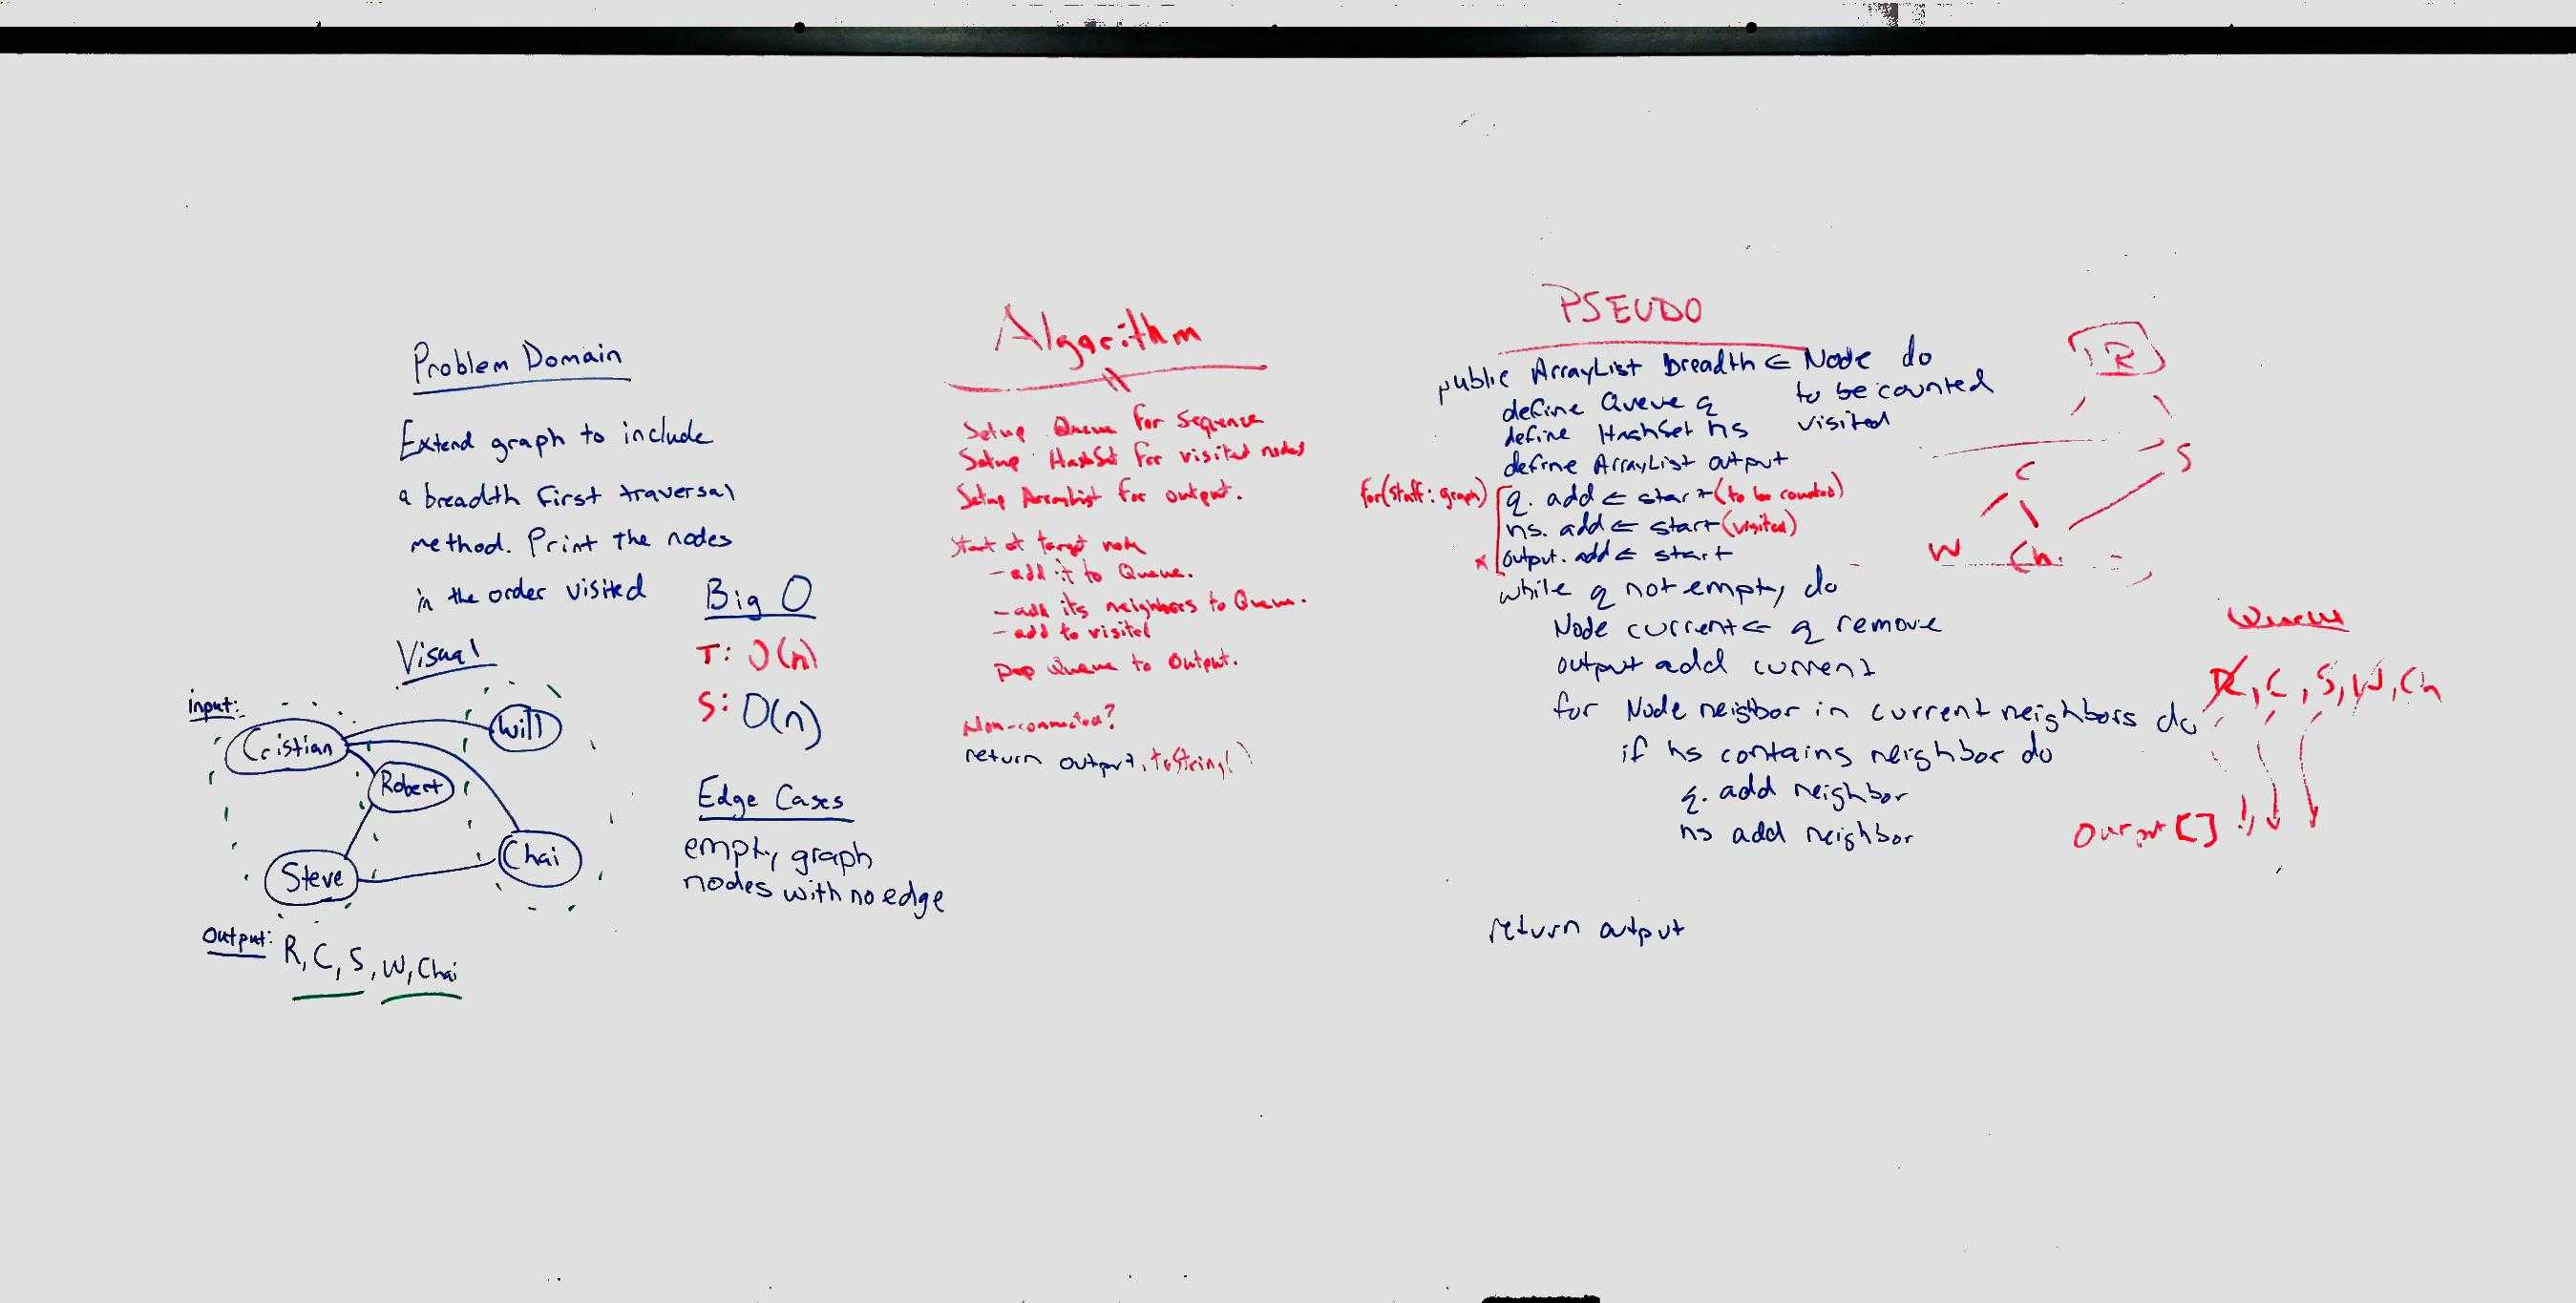 Problem Domain
Extend graph to include
a breadth first traversal
method. Print the nodes
in the order visited
Visual
input:
Cristian
Will
Robert
Steve
Chai
Output: R, C, S, W, Chai
Big O
T: O(n)
S: O(n)
Edge Cases
empty graph
nodes with no edge
Algorithm
Setup Queue for Sequence
Setup HashSet for visited nodes
Setup ArrayList for output.
Start at target node
- add it to Queue.
- add its neighbors to Queue.
- add to visited
Pop Queue to Output.
Non-connected?
return output.toString()
PSEUDO
public ArrayList Breadth ← Node do
define Queue q to be counted
define HashSet hs visited
define ArrayList output
for(staff: graph) q. add ← start (to be counted)
hs. add ← start (visited)
* output. add ← start
while q not empty do
Node current ← q remove
output add current
for Node neigbor in current neighbors do
if hs contains neighbor do
q. add neighbor
hs add neighbor
return output
R
C
S
W
Ch
Queue
R, C, S, W, Ch
Output []